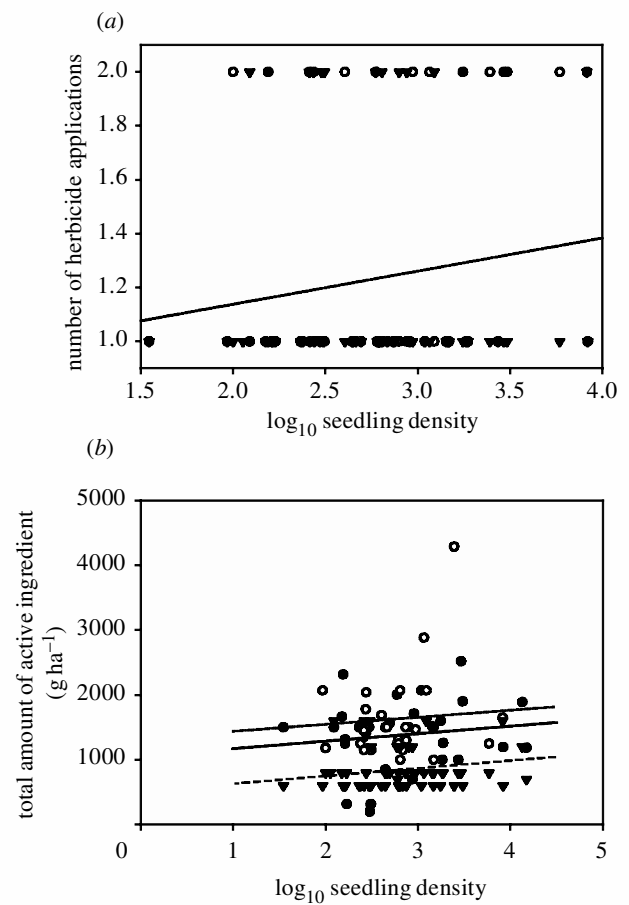 (a)
2.0
1.8
1.6
1.4
1.2
1.0
number of herbicide applications
1.5 2.0 2.5 3.0 3.5 4.0
log₁₀ seedling density
(b)
5000
4000
3000
2000
1000
0
total amount of active ingredient
(g ha⁻¹)
1 2 3 4 5
log₁₀ seedling density